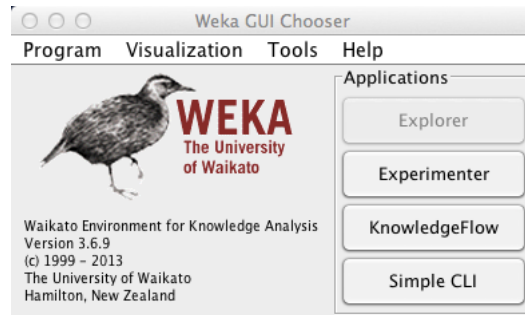 Weka GUI Chooser
Program Visualization Tools Help
WEKA
The University
of Waikato
Waikato Environment for Knowledge Analysis
Version 3.6.9
(c) 1999 - 2013
The University of Waikato
Hamilton, New Zealand
Applications
Explorer
Experimenter
KnowledgeFlow
Simple CLI